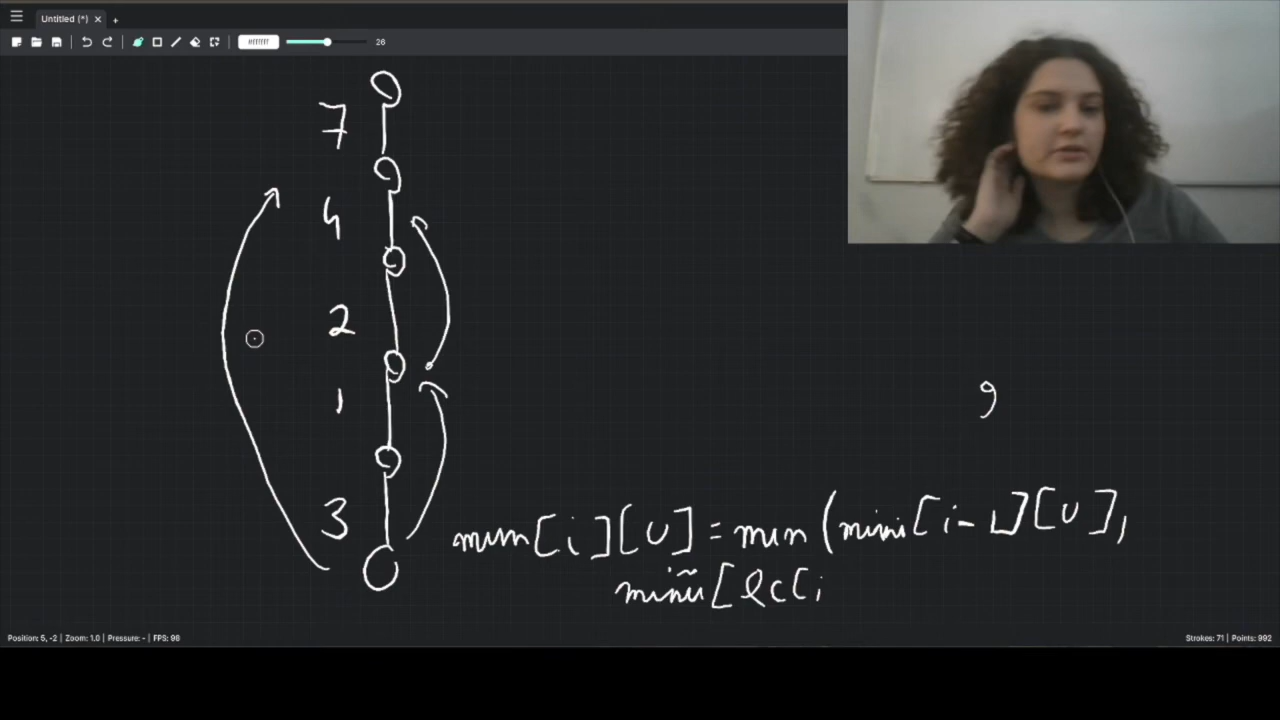 Untitled (*) × +
#ffffff 26
7
4
2
1
3
9
min[i][v] = min(mini[i-1][v],
mini[lc[i
Position: 5, -2 | Zoom: 1.0 | Pressure: - | FPS: 98
Strokes: 71 | Points: 992